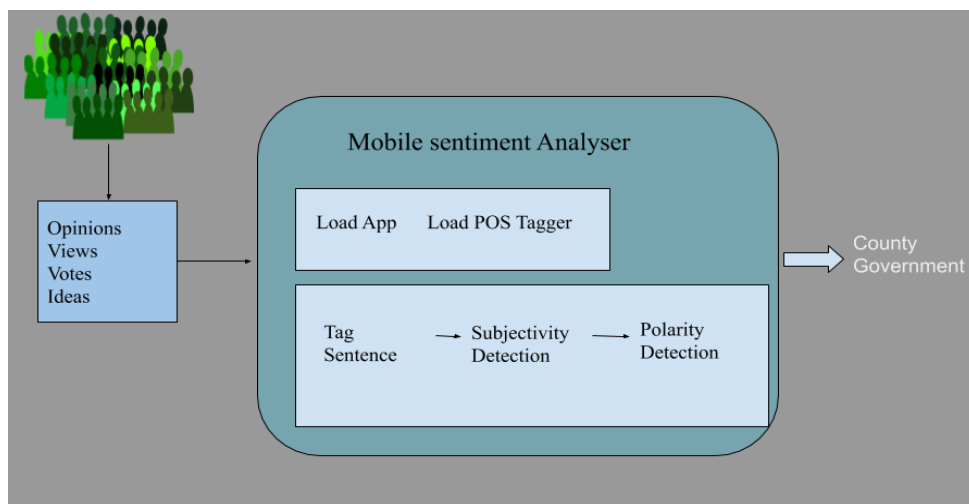 Mobile sentiment Analyser
Load App Load POS Tagger
Opinions
Views
Votes
Ideas
County
Government
Tag
Sentence
Subjectivity
Detection
Polarity
Detection